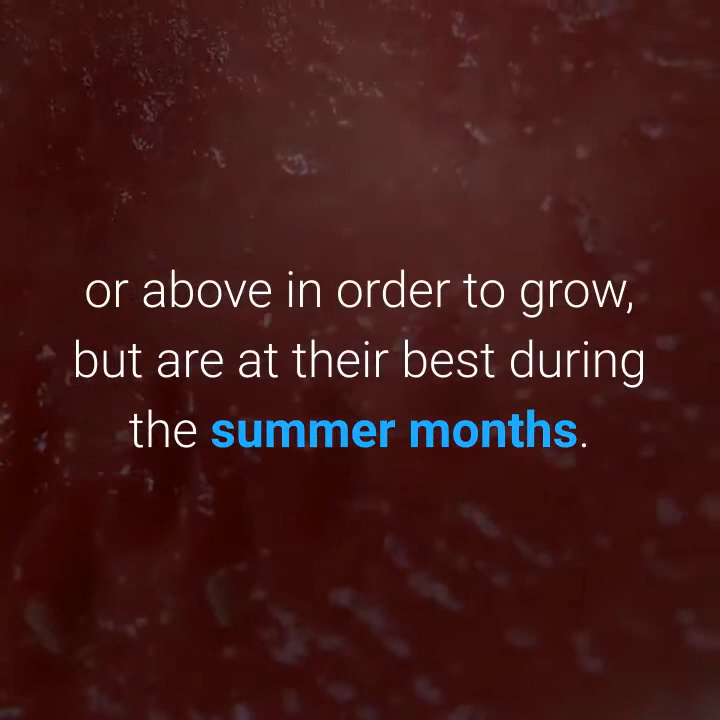 or above in order to grow,
but are at their best during
the summer months.